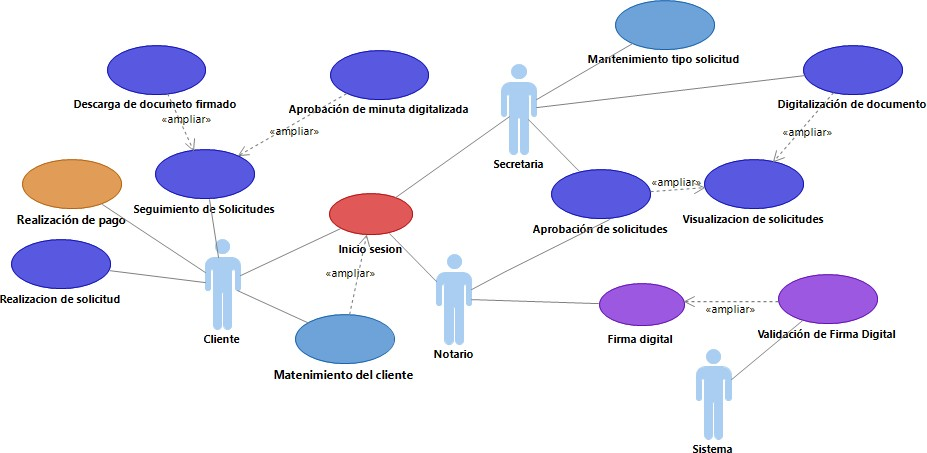 Mantenimiento tipo solicitud
Descarga de documeto firmado
Aprobación de minuta digitalizada
Digitalización de documento
«ampliar»
«ampliar»
«ampliar»
Secretaria
Realización de pago
Seguimiento de Solicitudes
«ampliar»
Visualizacion de solicitudes
Aprobación de solicitudes
Inicio sesion
«ampliar»
Realizacion de solicitud
Cliente
Notario
Matenimiento del cliente
«ampliar»
Firma digital
Validación de Firma Digital
Sistema